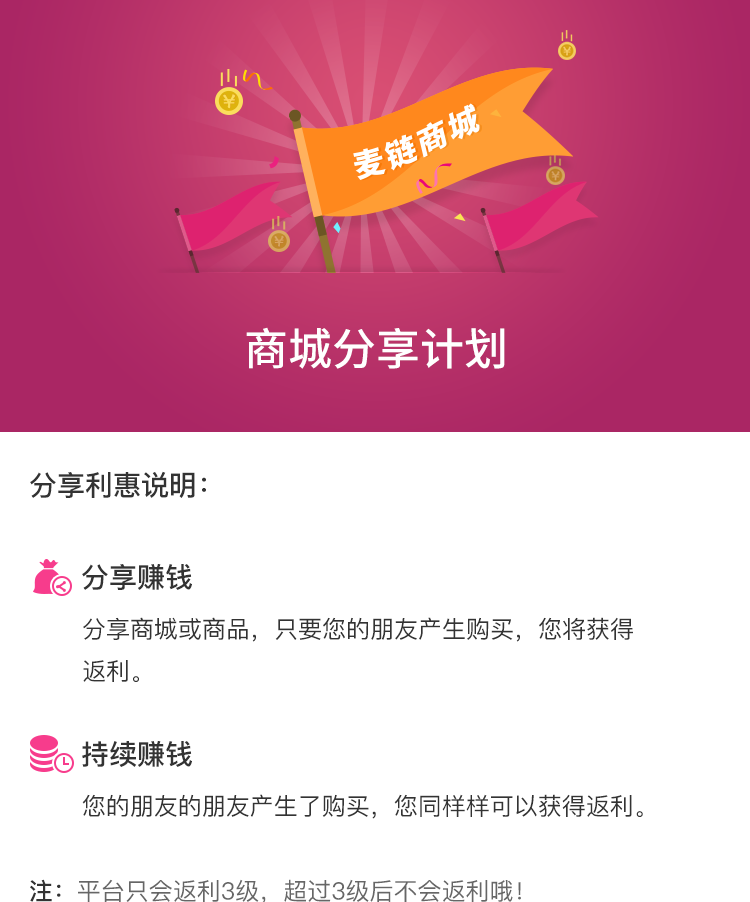 麦链商城
商城分享计划
分享利惠说明：
分享赚钱
分享商城或商品，只要您的朋友产生购买，您将获得
返利。
持续赚钱
您的朋友的朋友产生了购买，您同样样可以获得返利。
注：平台只会返利3级，超过3级后不会返利哦！